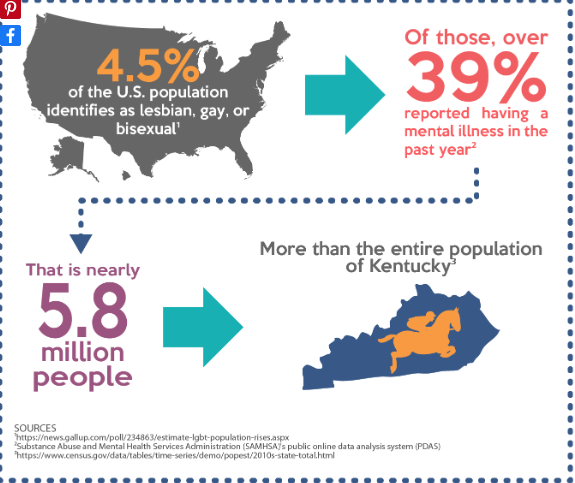 4.5%
of the U.S. population
identifies as lesbian, gay, or
bisexual¹
Of those, over
39%
reported having a
mental illness in the
past year²
That is nearly
5.8
million
people
More than the entire population
of Kentucky³
SOURCES
¹https://news.gallup.com/poll/234863/estimate-lgbt-population-rises.aspx
²Substance Abuse and Mental Health Services Administration (SAMHSA)'s public online data analysis system (PDAS)
³https://www.census.gov/data/tables/time-series/demo/popest/2010s-state-total.html